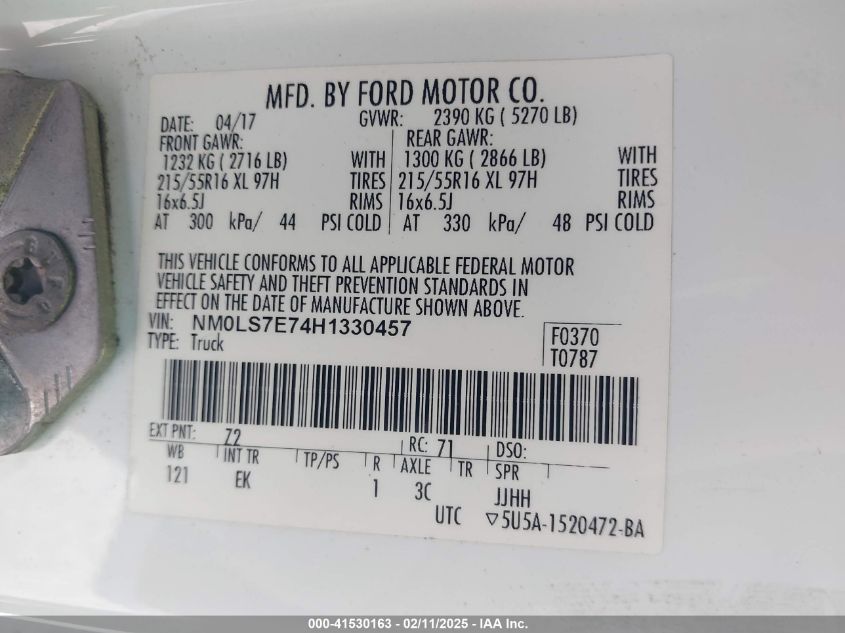 MFD. BY FORD MOTOR CO.
DATE: 04/17 GVWR: 2390 KG ( 5270 LB)
FRONT GAWR: REAR GAWR:
1232 KG ( 2716 LB) WITH 1300 KG ( 2866 LB) WITH
215/55R16 XL 97H TIRES 215/55R16 XL 97H TIRES
16x6.5J RIMS 16x6.5J RIMS
AT 300 kPa/ 44 PSI COLD AT 330 kPa/ 48 PSI COLD
THIS VEHICLE CONFORMS TO ALL APPLICABLE FEDERAL MOTOR
VEHICLE SAFETY AND THEFT PREVENTION STANDARDS IN
EFFECT ON THE DATE OF MANUFACTURE SHOWN ABOVE.
VIN: NM0LS7E74H1330457
TYPE: Truck
F0370
T0787
EXT PNT: Z2 RC: 71 DSO:
WB INT TR TP/PS R AXLE TR SPR
121 EK 1 3C JJHH
UTC ▽5U5A-1520472-BA
000-41530163 - 02/11/2025 - IAA Inc.